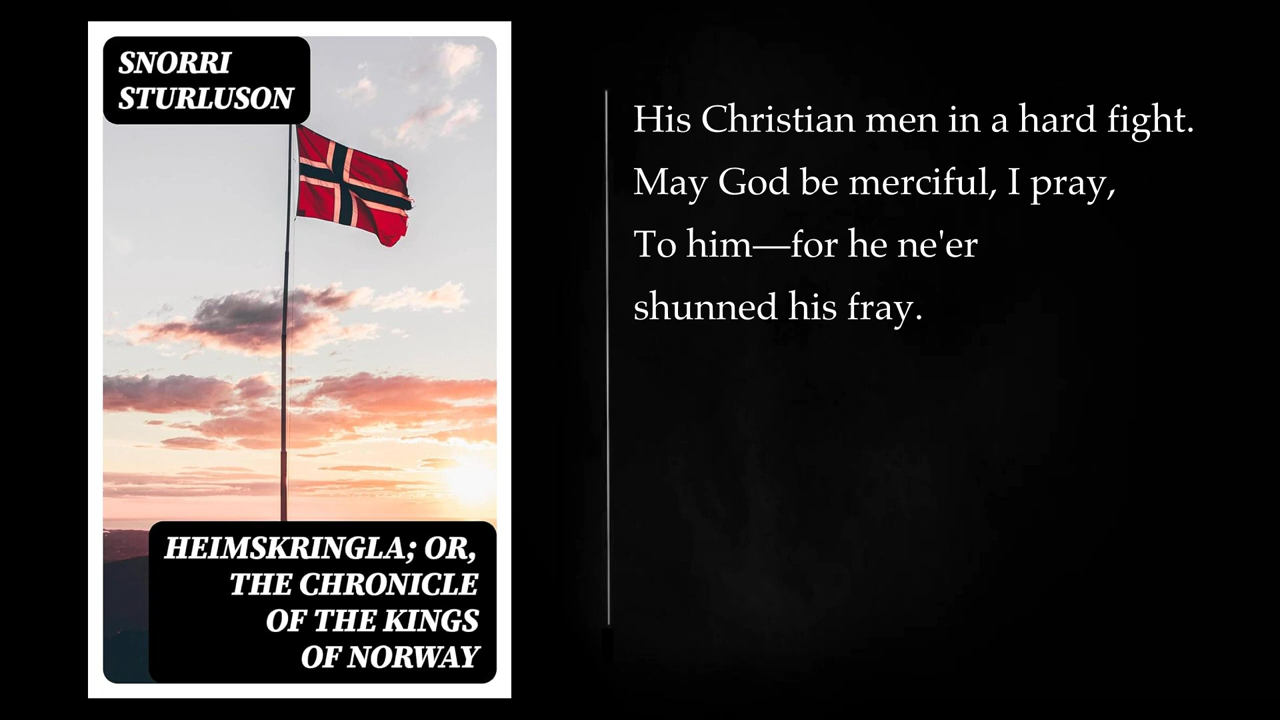 SNORRI
STURLUSON
HEIMSKRINGLA; OR,
THE CHRONICLE
OF THE KINGS
OF NORWAY
His Christian men in a hard fight.
May God be merciful, I pray,
To him—for he ne'er
shunned his fray.